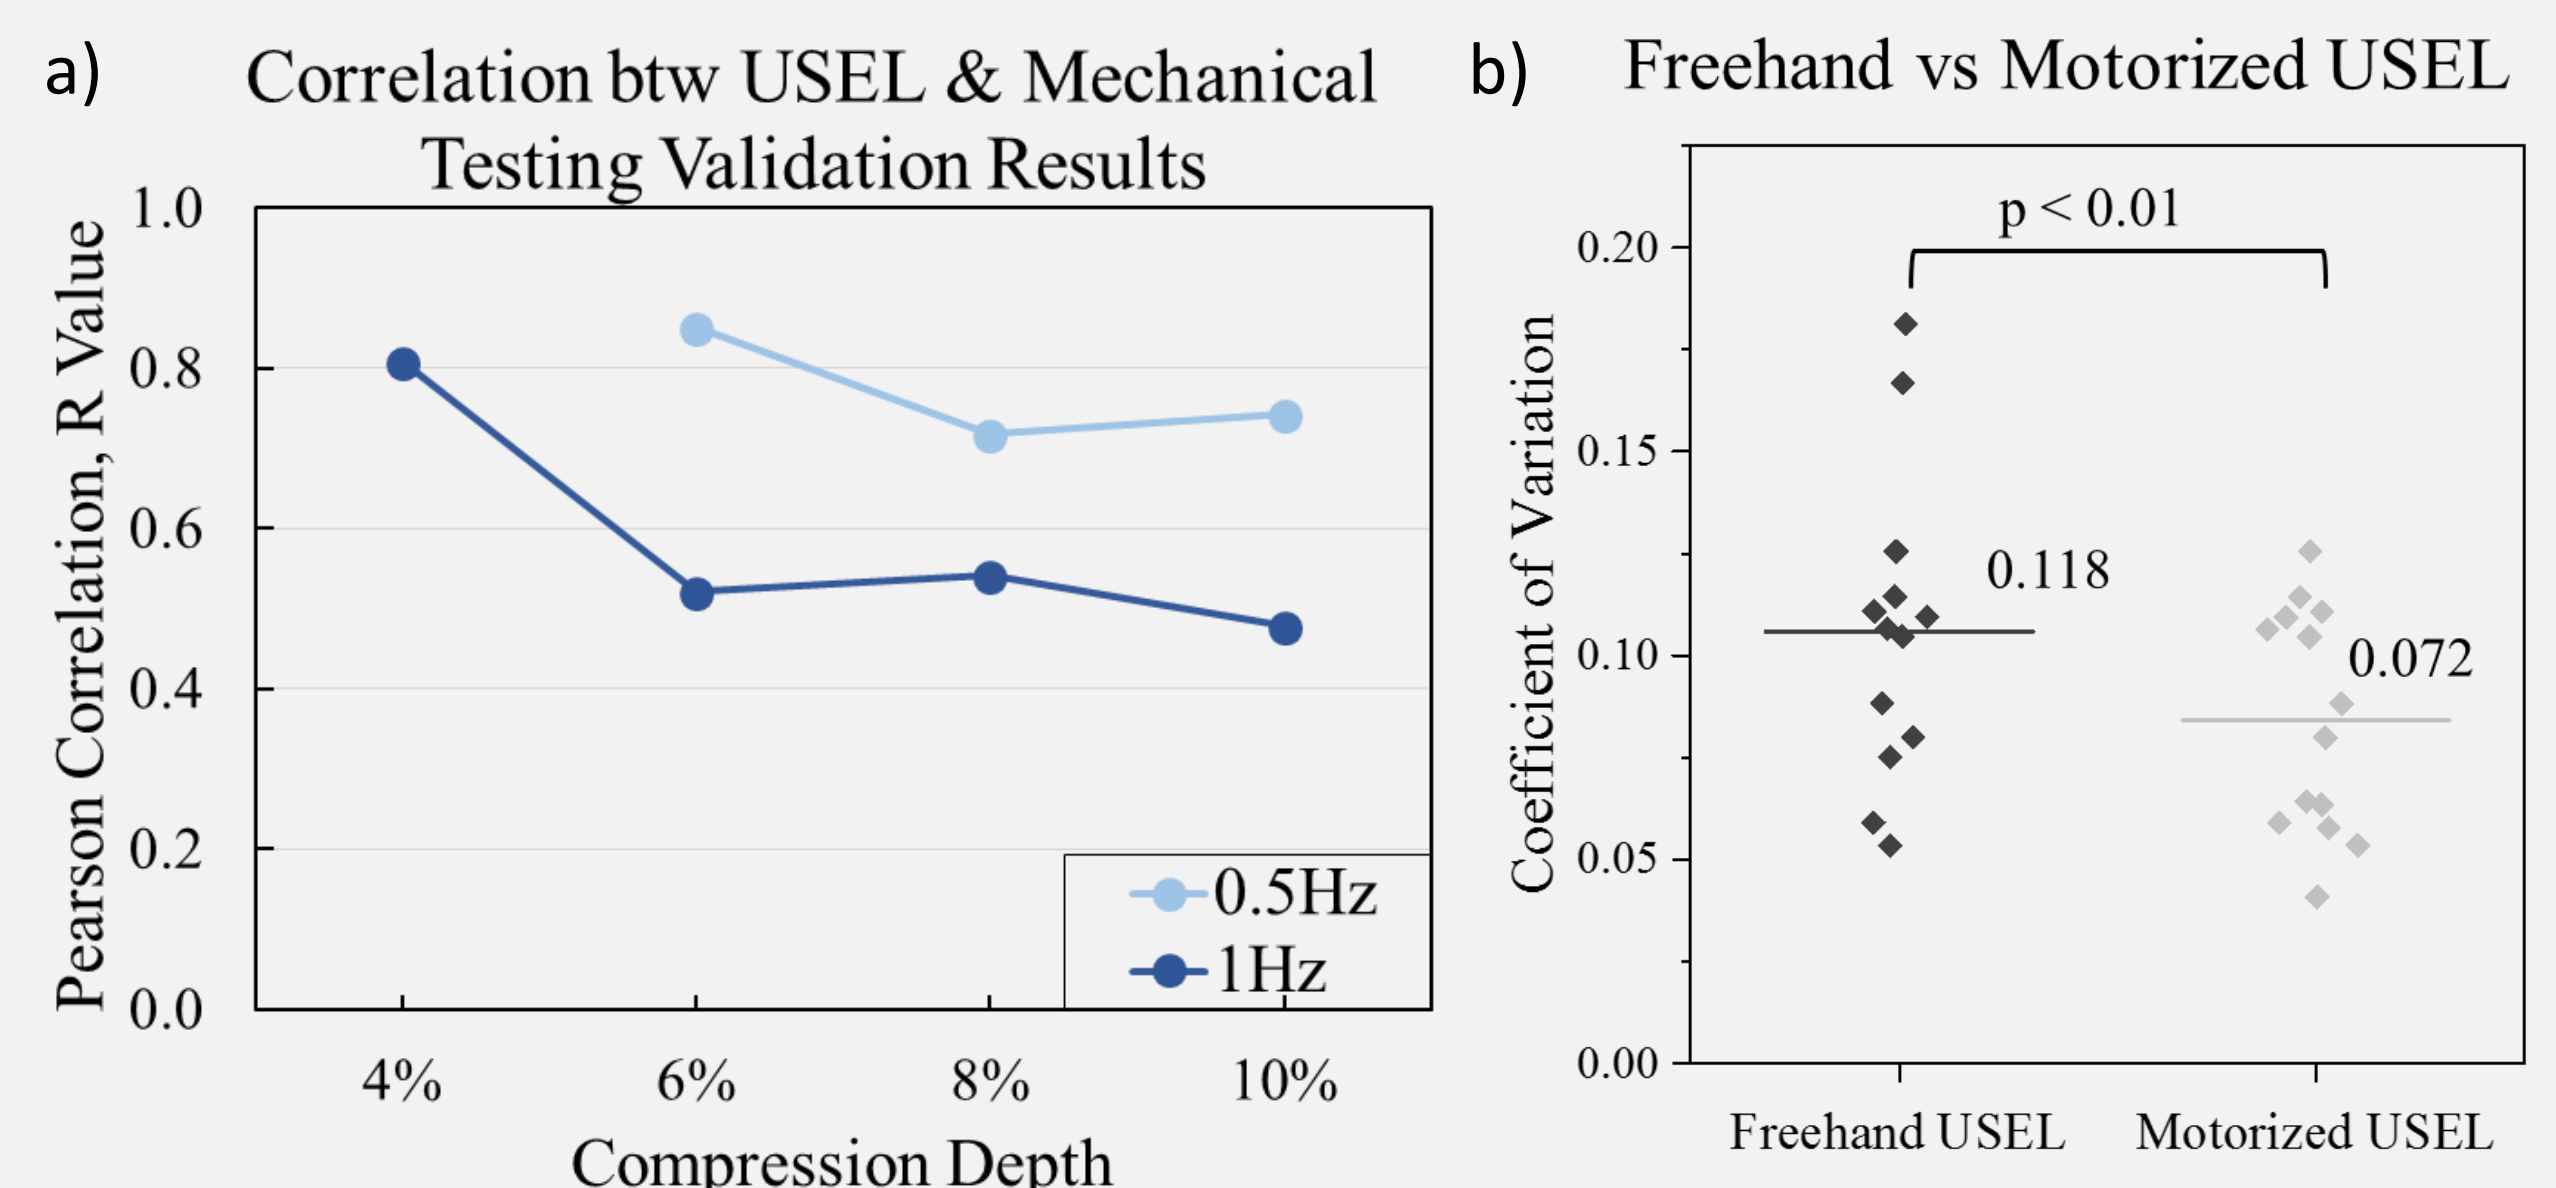 a)
Correlation btw USEL & Mechanical
Testing Validation Results
Pearson Correlation, R Value
1.0
0.8
0.6
0.4
0.2
0.0
0.5Hz
1Hz
4% 6% 8% 10%
Compression Depth
b)
Freehand vs Motorized USEL
Coefficient of Variation
0.20
0.15
0.10
0.05
0.00
p < 0.01
0.118
0.072
Freehand USEL Motorized USEL